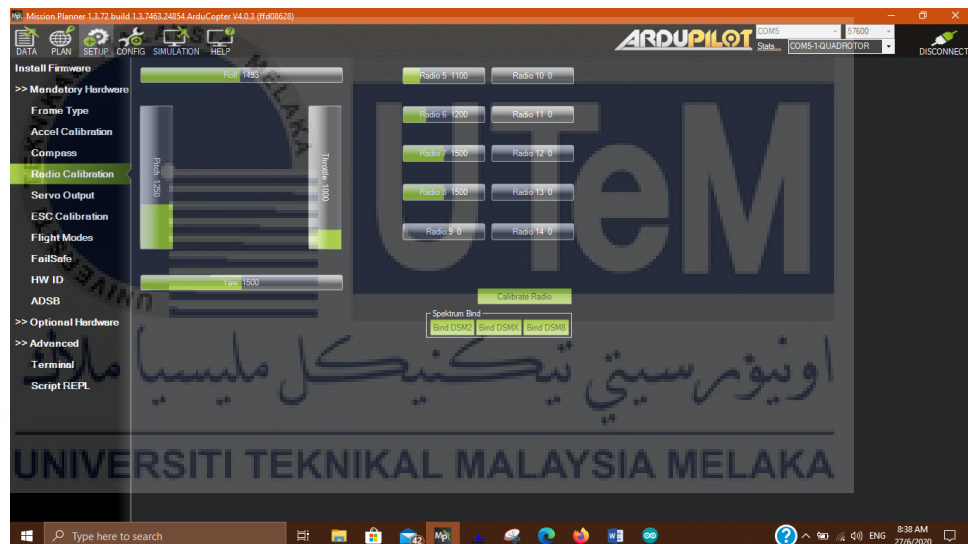 Mission Planner 1.3.72 build 1.3.7463.24854 ArduCopter V4.0.3 (ffd08628)
DATA PLAN SETUP CONFIG SIMULATION HELP
ARDUPILOT
COM5 57600
Stats... COM5-1-QUADROTOR
DISCONNECT
Install Firmware
>> Mandatory Hardware
Frame Type
Accel Calibration
Compass
Radio Calibration
Servo Output
ESC Calibration
Flight Modes
FailSafe
HW ID
ADSB
>> Optional Hardware
>> Advanced
Terminal
Script REPL
Roll 1493
Pitch 1250
Throttle 1000
Yaw 1500
Radio 5 1100
Radio 10 0
Radio 6 1200
Radio 11 0
Radio 7 1500
Radio 12 0
Radio 8 1500
Radio 13 0
Radio 9 0
Radio 14 0
Calibrate Radio
Spektrum Bind
Bind DSM2 Bind DSMX Bind DSM8
UTeM
اونيۏرسيتي تيكنيكل مليسيا ملاك
UNIVERSITI TEKNIKAL MALAYSIA MELAKA
Type here to search
42
ENG
8:38 AM
27/6/2020